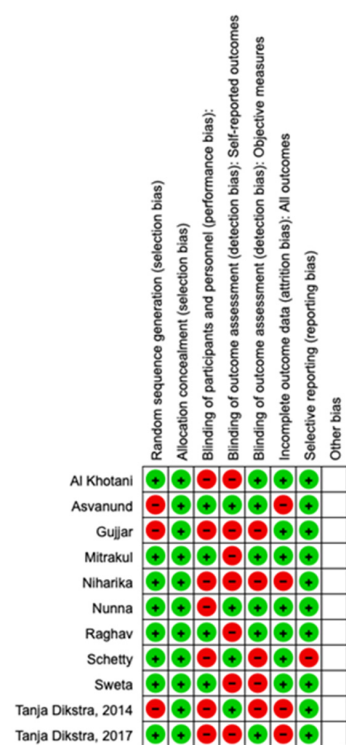 Random sequence generation (selection bias)
Allocation concealment (selection bias)
Blinding of participants and personnel (performance bias):
Blinding of outcome assessment (detection bias): Self-reported outcomes
Blinding of outcome assessment (detection bias): Objective measures
Incomplete outcome data (attrition bias): All outcomes
Selective reporting (reporting bias)
Other bias
Al Khotani + + - - + + +
Asvanund - + + + + - +
Gujjar - + - - - + +
Mitrakul + + + - + + +
Niharika + + - - - - +
Nunna + + - + + + +
Raghav + + + - + + +
Schetty + + - + - + -
Sweta + + + - - + +
Tanja Dikstra, 2014 - + - + - - +
Tanja Dikstra, 2017 + + - - + - +